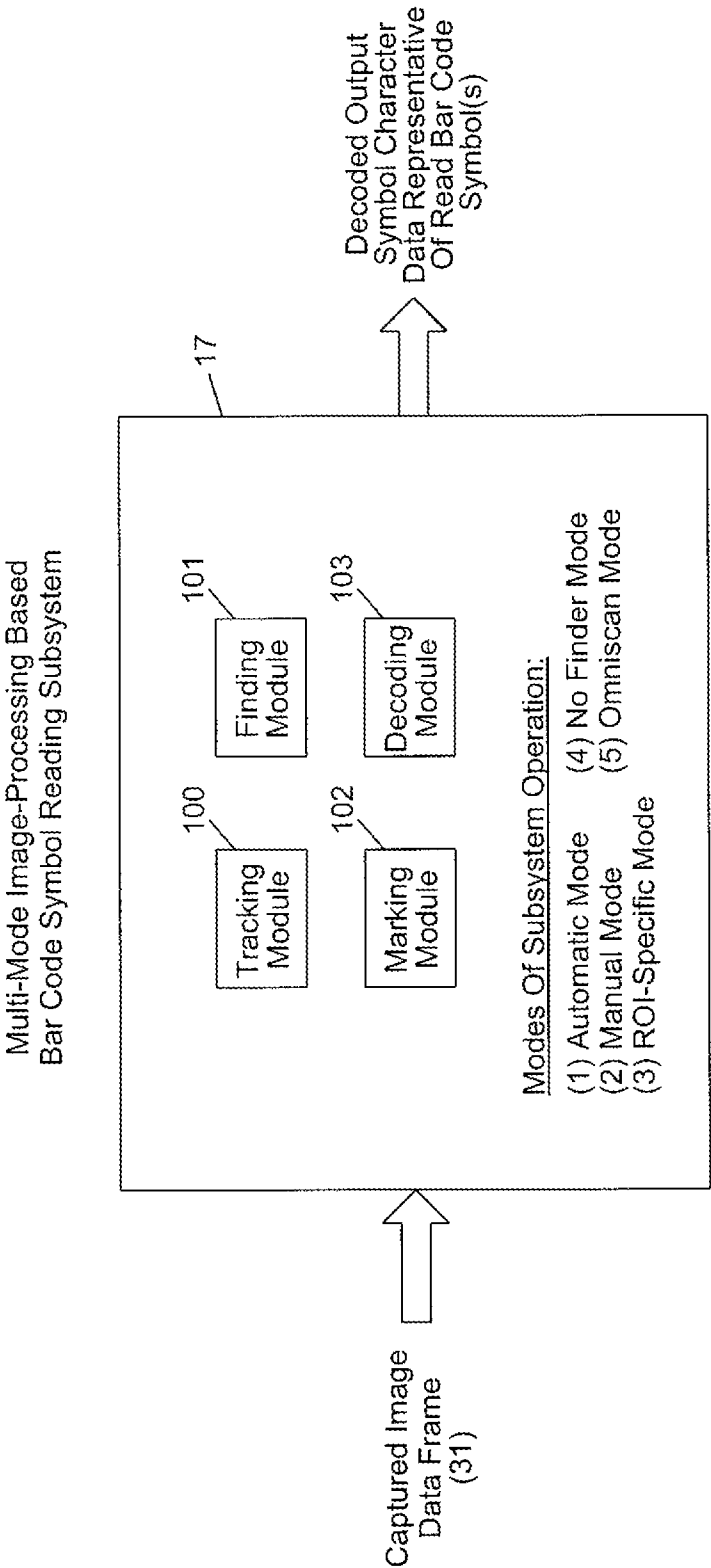 Multi-Mode Image-Processing Based
Bar Code Symbol Reading Subsystem
17
Captured Image
Data Frame
(31)
100
Tracking
Module
101
Finding
Module
102
Marking
Module
103
Decoding
Module
Modes Of Subsystem Operation:
(1) Automatic Mode
(2) Manual Mode
(3) ROI-Specific Mode
(4) No Finder Mode
(5) Omniscan Mode
Decoded Output
Symbol Character
Data Representative
Of Read Bar Code
Symbol(s)